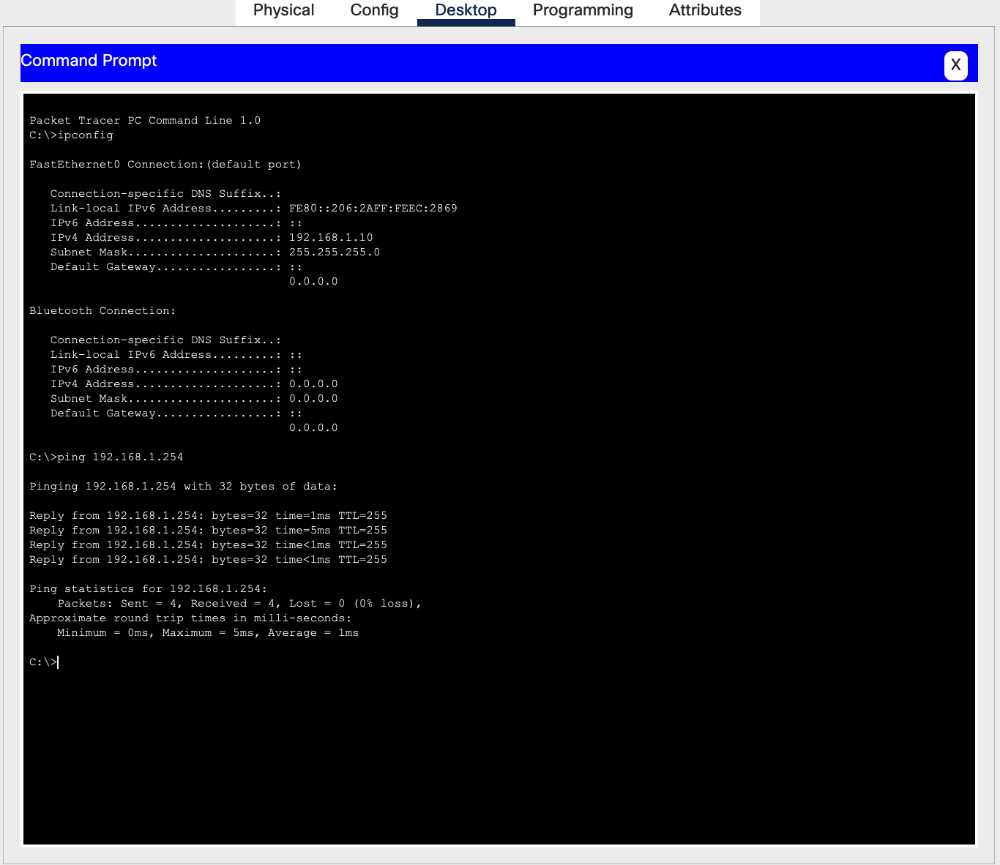 Physical Config Desktop Programming Attributes
Command Prompt
X
Packet Tracer PC Command Line 1.0
C:\>ipconfig
FastEthernet0 Connection:(default port)
Connection-specific DNS Suffix..:
Link-local IPv6 Address.........: FE80::206:2AFF:FEEC:2869
IPv6 Address....................: ::
IPv4 Address....................: 192.168.1.10
Subnet Mask.....................: 255.255.255.0
Default Gateway.................: ::
0.0.0.0
Bluetooth Connection:
Connection-specific DNS Suffix..:
Link-local IPv6 Address.........: ::
IPv6 Address....................: ::
IPv4 Address....................: 0.0.0.0
Subnet Mask.....................: 0.0.0.0
Default Gateway.................: ::
0.0.0.0
C:\>ping 192.168.1.254
Pinging 192.168.1.254 with 32 bytes of data:
Reply from 192.168.1.254: bytes=32 time=1ms TTL=255
Reply from 192.168.1.254: bytes=32 time=5ms TTL=255
Reply from 192.168.1.254: bytes=32 time<1ms TTL=255
Reply from 192.168.1.254: bytes=32 time<1ms TTL=255
Ping statistics for 192.168.1.254:
Packets: Sent = 4, Received = 4, Lost = 0 (0% loss),
Approximate round trip times in milli-seconds:
Minimum = 0ms, Maximum = 5ms, Average = 1ms
C:\>